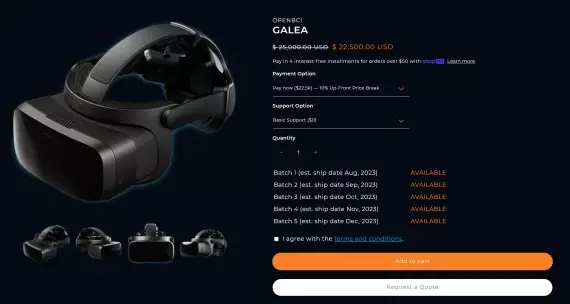 OPENBCI
GALEA
$ 25,000.00 USD $ 22,500.00 USD
Pay in 4 interest-free installments for orders over $50 with shop Pay Learn more
Payment Option
Pay now ($22.5k) — 10% Up-Front Price Break
Support Option
Basic Support ($0)
Quantity
- 1 +
Batch 1 (est. ship date Aug, 2023) AVAILABLE
Batch 2 (est. ship date Sep, 2023) AVAILABLE
Batch 3 (est. ship date Oct, 2023) AVAILABLE
Batch 4 (est. ship date Nov, 2023) AVAILABLE
Batch 5 (est. ship date Dec, 2023) AVAILABLE
I agree with the terms and conditions.
Add to cart
Request a Quote